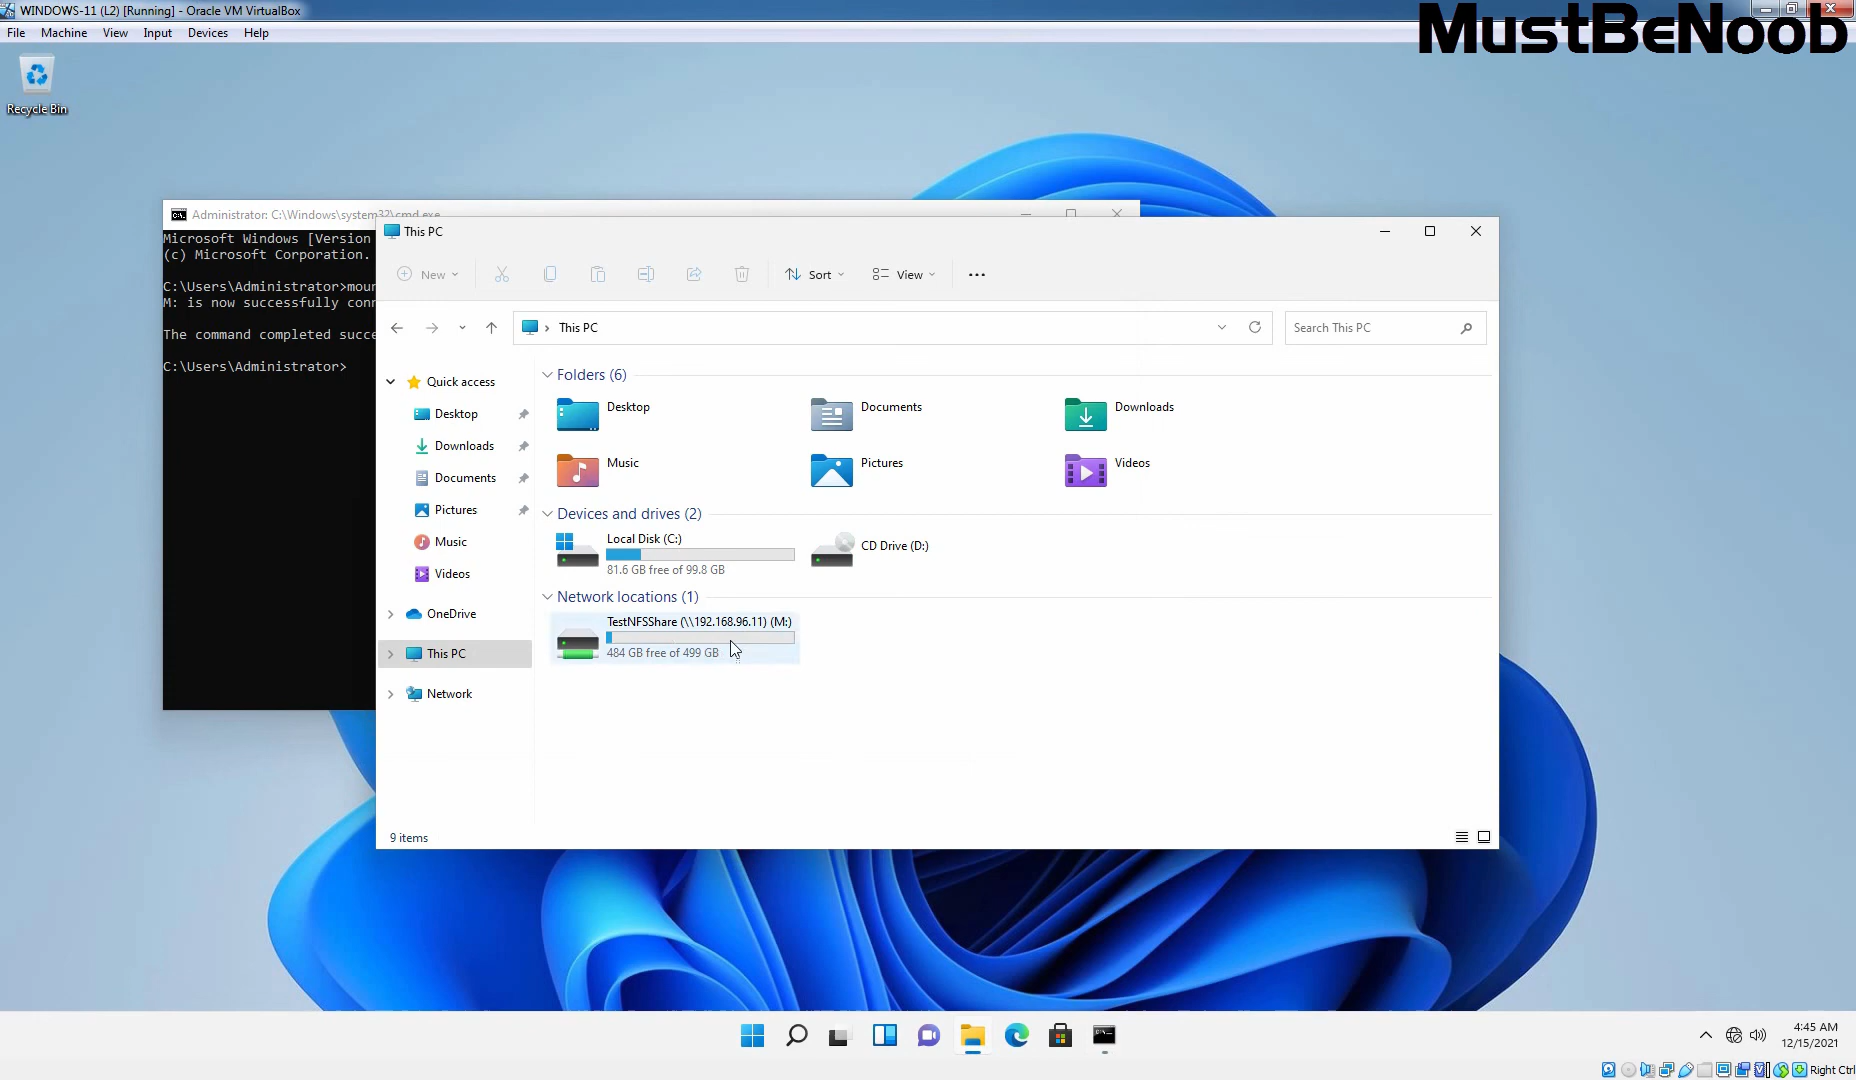 WINDOWS-11 (L2) [Running] - Oracle VM VirtualBox
File Machine View Input Devices Help
MustBeNoob
Recycle Bin
Administrator: C:\Windows\system32\cmd.exe
Microsoft Windows [Version
(c) Microsoft Corporation.
C:\Users\Administrator>moun
M: is now successfully conn
The command completed succe
C:\Users\Administrator>
This PC
New
Sort
View
This PC
Search This PC
Quick access
Desktop
Downloads
Documents
Pictures
Music
Videos
OneDrive
This PC
Network
Folders (6)
Desktop
Documents
Downloads
Music
Pictures
Videos
Devices and drives (2)
Local Disk (C:)
81.6 GB free of 99.8 GB
CD Drive (D:)
Network locations (1)
TestNFSShare (\\192.168.96.11) (M:)
484 GB free of 499 GB
9 items
4:45 AM
12/15/2021
Right Ctrl